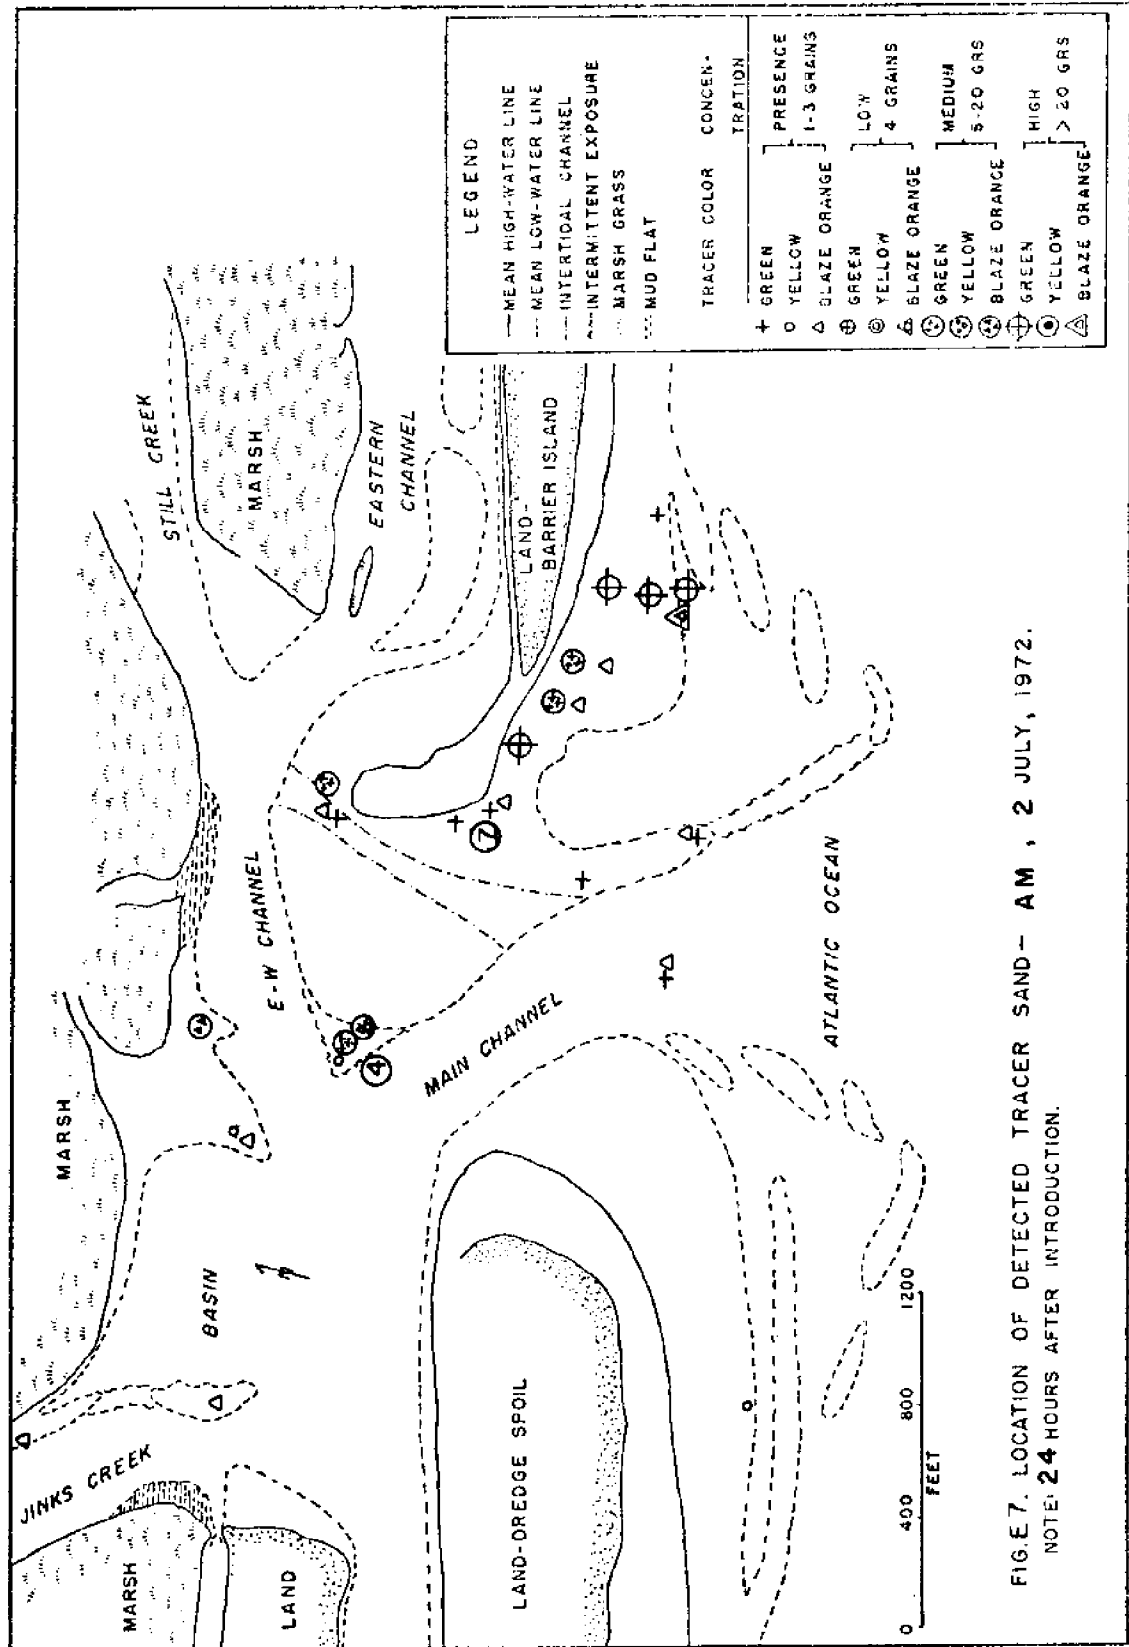 STILL CREEK
MARSH
EASTERN
CHANNEL
LAND-
BARRIER ISLAND
E-W CHANNEL
MARSH
MAIN CHANNEL
ATLANTIC OCEAN
BASIN
JINKS CREEK
MARSH
LAND
LAND-DREDGE SPOIL
7
4
LEGEND
MEAN HIGH-WATER LINE
MEAN LOW-WATER LINE
INTERTIDAL CHANNEL
INTERMITTENT EXPOSURE
MARSH GRASS
MUD FLAT
TRACER COLOR CONCEN-
TRATION
GREEN
YELLOW
BLAZE ORANGE
PRESENCE
1-3 GRAINS
GREEN
YELLOW
BLAZE ORANGE
LOW
4 GRAINS
GREEN
YELLOW
BLAZE ORANGE
MEDIUM
5-20 GRS
GREEN
YELLOW
BLAZE ORANGE
HIGH
> 20 GRS
0 400 800 1200
FEET
FIG.E7. LOCATION OF DETECTED TRACER SAND- AM, 2 JULY, 1972.
NOTE: 24 HOURS AFTER INTRODUCTION.